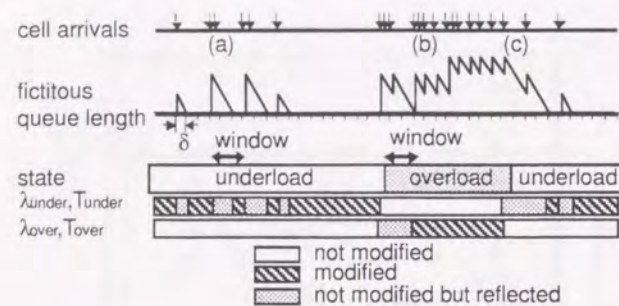 cell arrivals
(a) (b) (c)
fictitous
queue length
δ
window window
state underload overload underload
λunder,Tunder
λover,Tover
not modified
modified
not modified but reflected